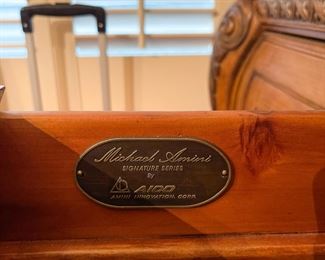 Michael Amini
SIGNATURE SERIES
By
AICO
AMINI INNOVATION CORP.